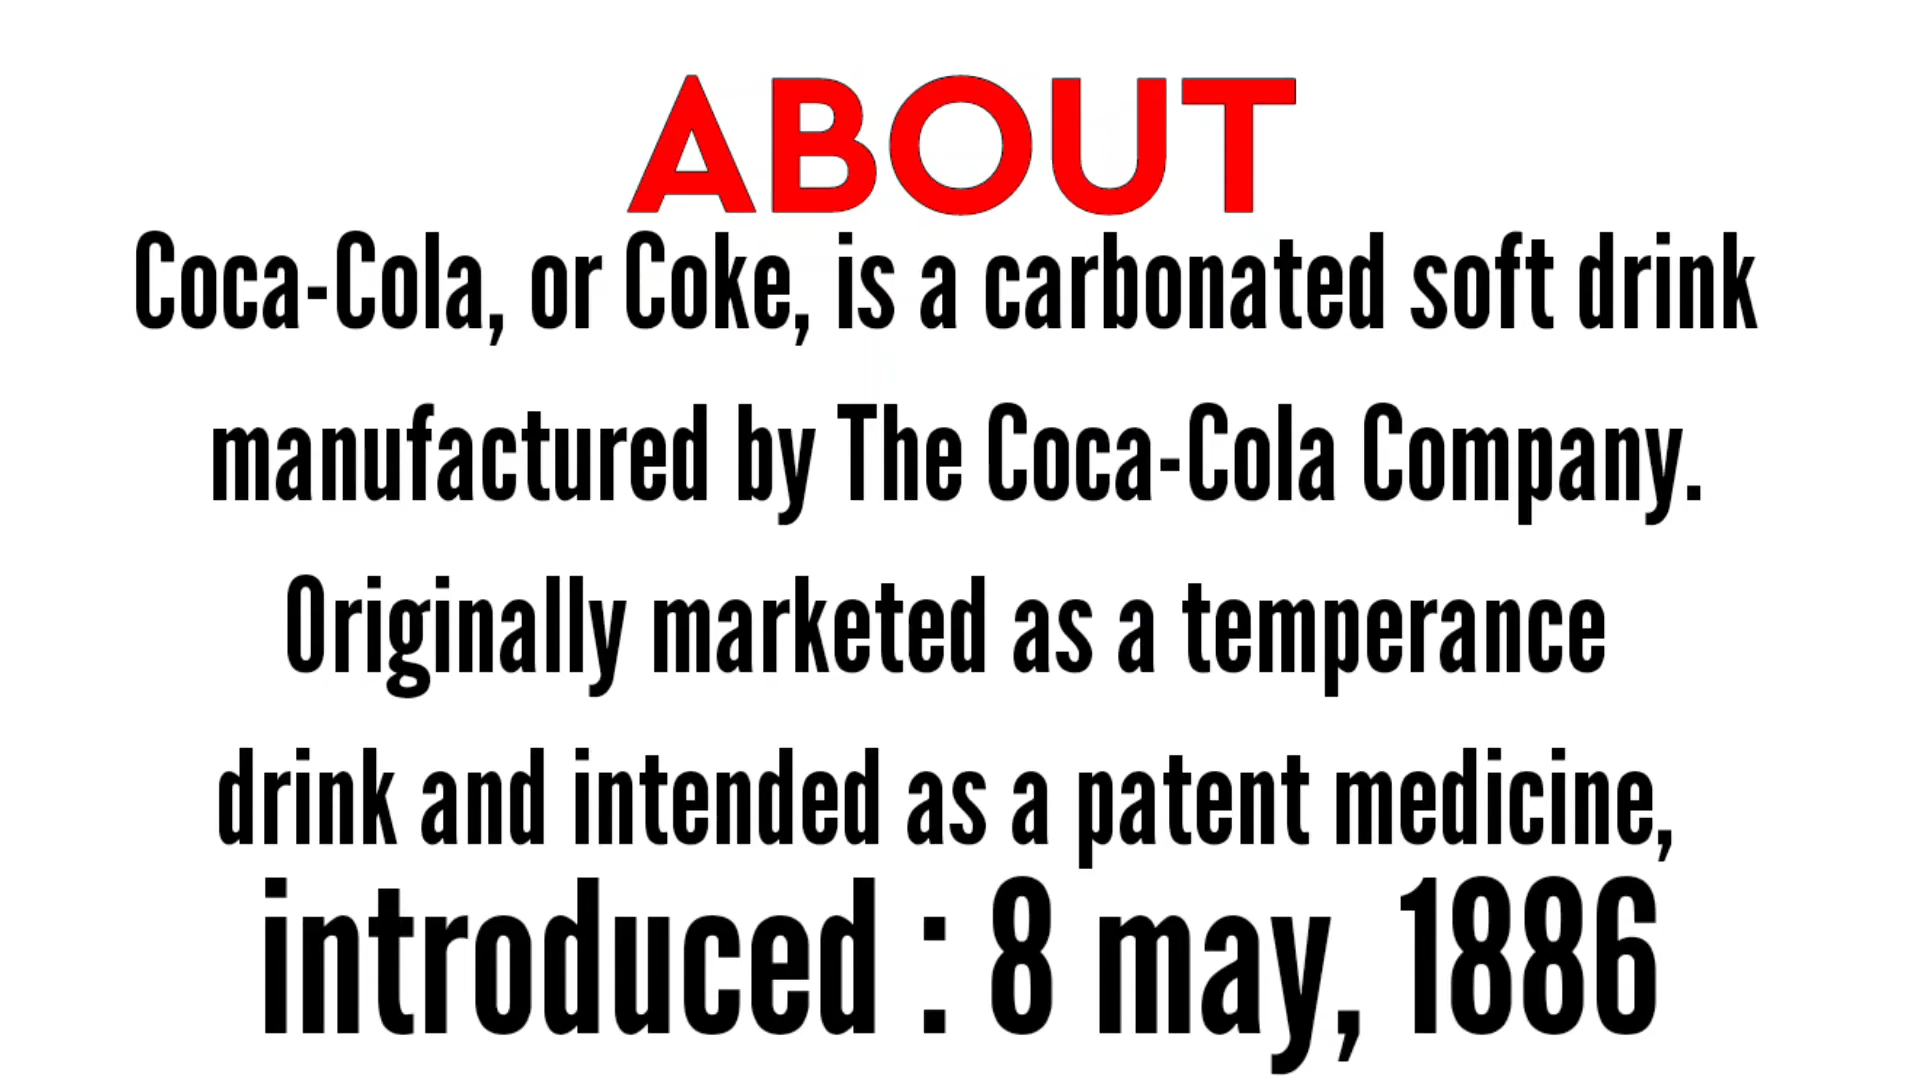 ABOUT
Coca-Cola, or Coke, is a carbonated soft drink
manufactured by The Coca-Cola Company.
Originally marketed as a temperance
drink and intended as a patent medicine,
introduced : 8 may, 1886